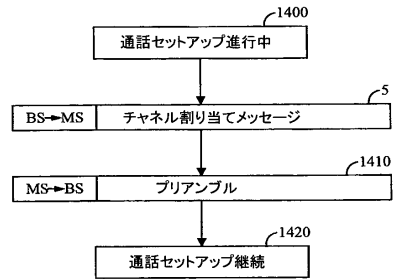 1400
通話セットアップ進行中
5
BS→MS チャネル割り当てメッセージ
1410
MS→BS プリアンブル
1420
通話セットアップ継続